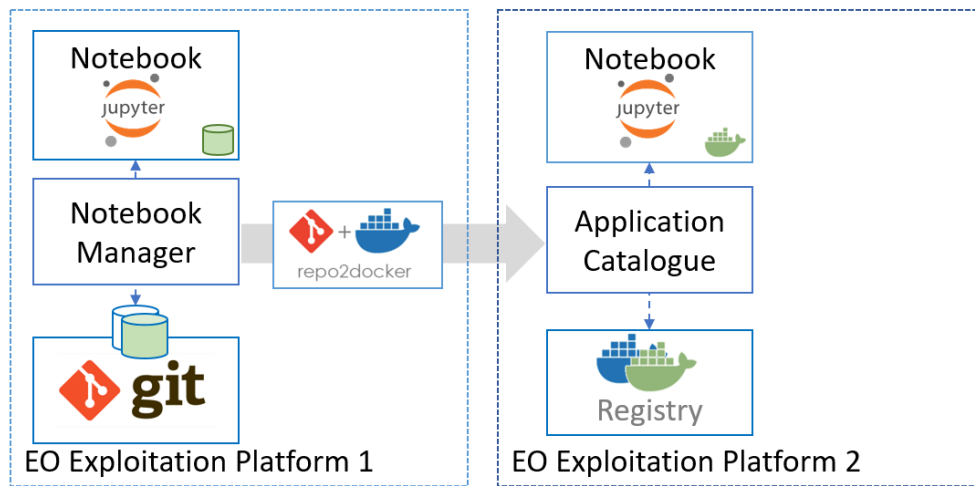 Notebook
jupyter
Notebook
Manager
+
repo2docker
git
EO Exploitation Platform 1
Notebook
jupyter
Application
Catalogue
Registry
EO Exploitation Platform 2